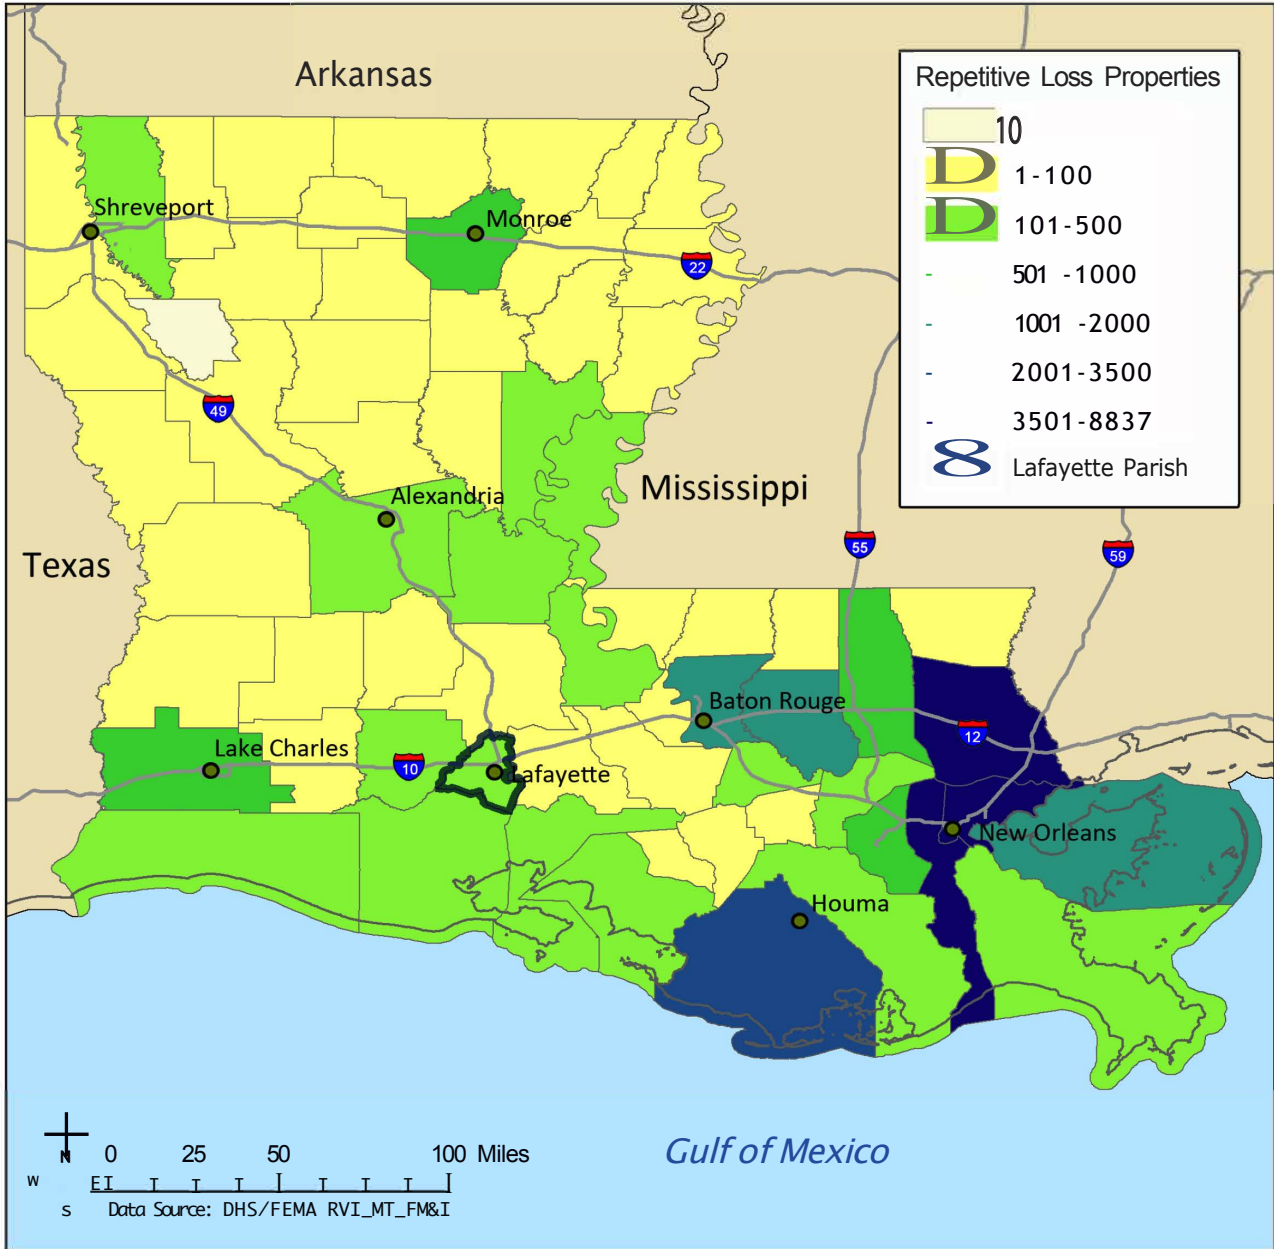 Arkansas
Repetitive Loss Properties
10
D 1-100
D 101-500
- 501 -1000
- 1001 -2000
- 2001-3500
- 3501-8837
8 Lafayette Parish
Shreveport
Monroe
22
49
Alexandria
Mississippi
Texas
55
59
Baton Rouge
12
Lake Charles
10
Lafayette
New Orleans
Houma
Gulf of Mexico
N 0 25 50 100 Miles
W EI I I I I I I I I
S Data Source: DHS/FEMA RVI_MT_FM&I